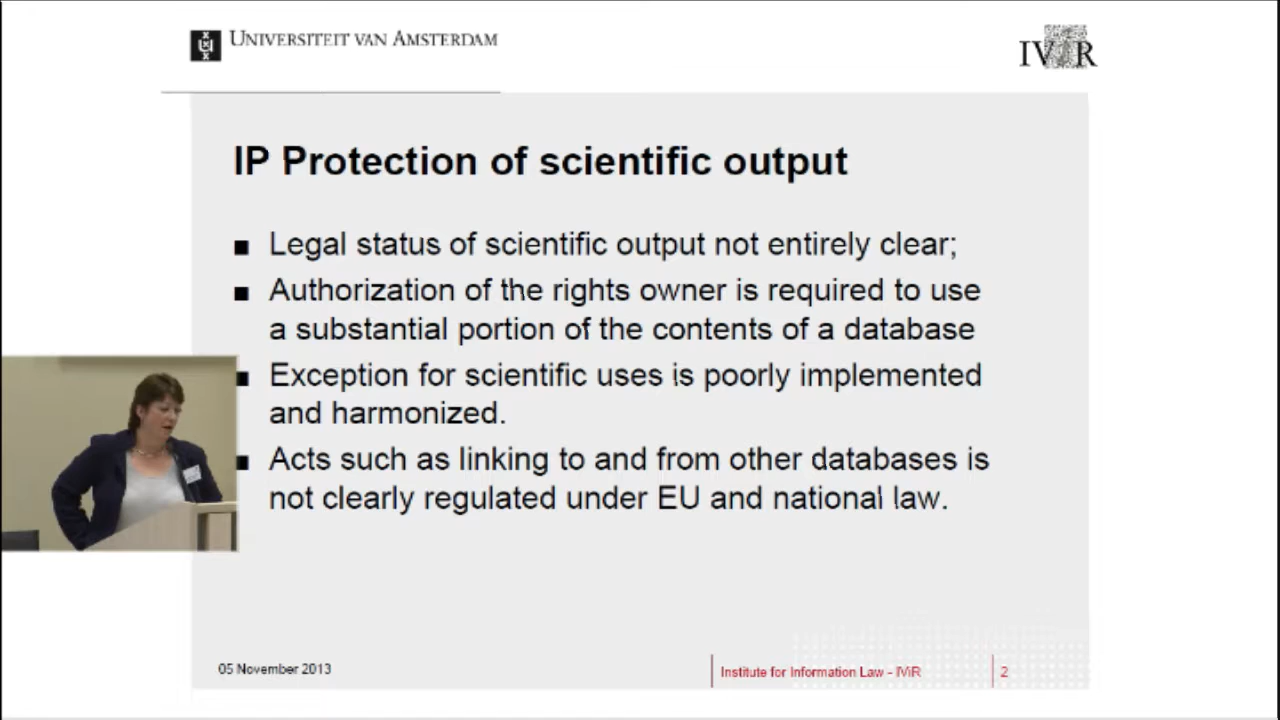 UNIVERSITEIT VAN AMSTERDAM
IViR
IP Protection of scientific output
Legal status of scientific output not entirely clear;
Authorization of the rights owner is required to use
a substantial portion of the contents of a database
Exception for scientific uses is poorly implemented
and harmonized.
Acts such as linking to and from other databases is
not clearly regulated under EU and national law.
05 November 2013
Institute for Information Law - IViR
2